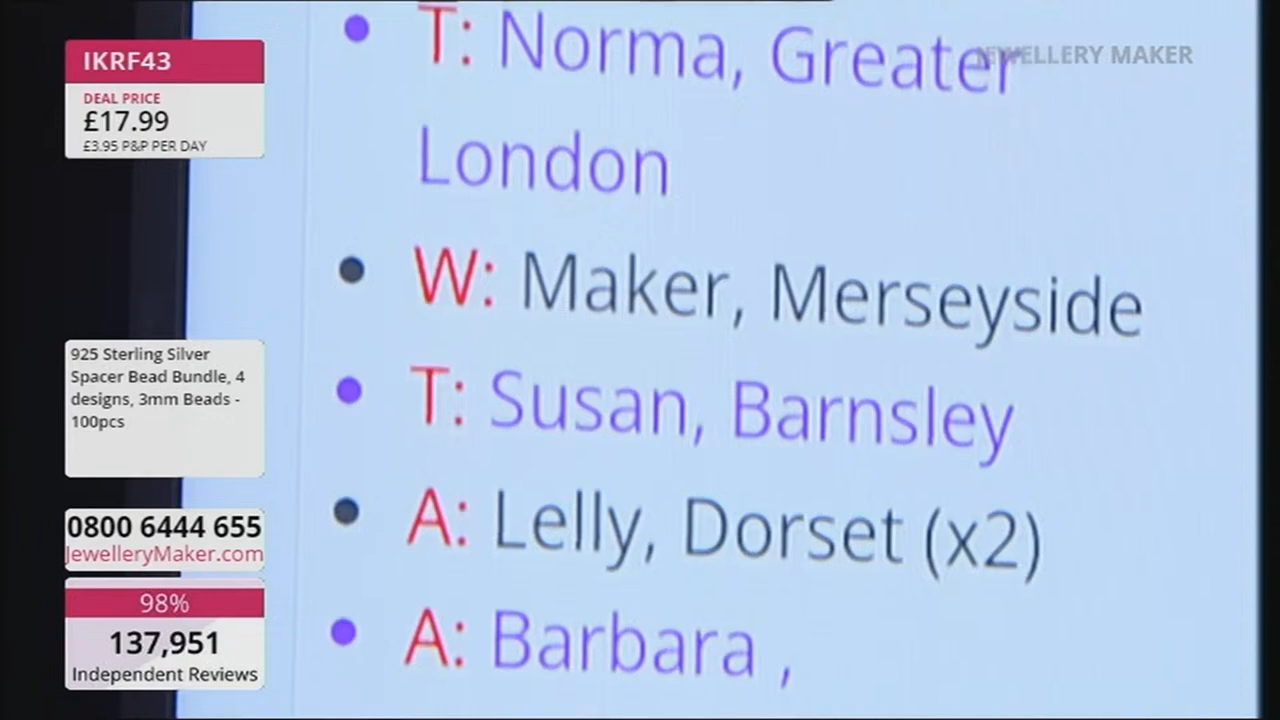 IKRF43
DEAL PRICE
£17.99
£3.95 P&P PER DAY
925 Sterling Silver
Spacer Bead Bundle, 4
designs, 3mm Beads -
100pcs
0800 6444 655
JewelleryMaker.com
98%
137,951
Independent Reviews
JEWELLERY MAKER
• T: Norma, Greater
London
• W: Maker, Merseyside
• T: Susan, Barnsley
• A: Lelly, Dorset (x2)
• A: Barbara ,